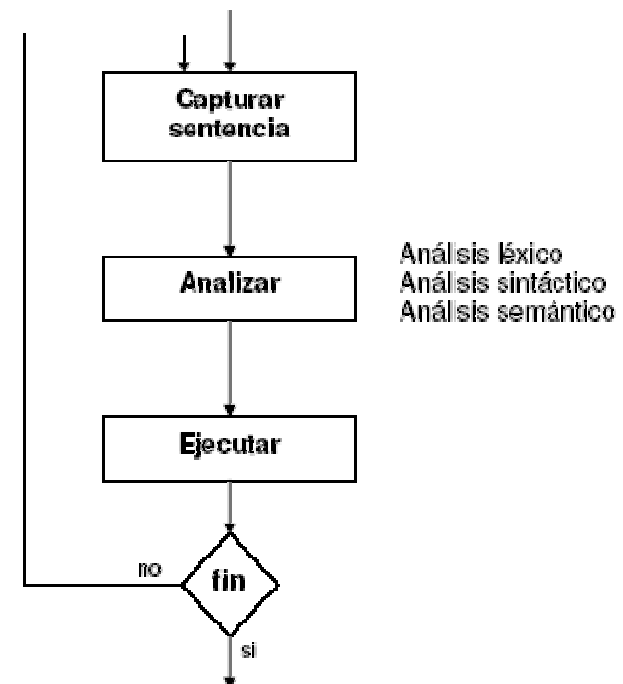 Capturar
sentencia
Analizar
Análisis léxico
Análisis sintáctico
Análisis semántico
Ejecutar
no
fin
si